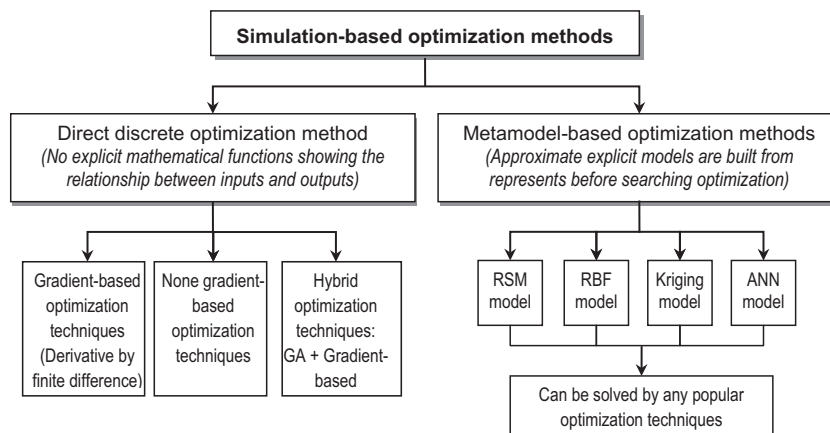 Simulation-based optimization methods
Direct discrete optimization method
(No explicit mathematical functions showing the
relationship between inputs and outputs)
Metamodel-based optimization methods
(Approximate explicit models are built from
represents before searching optimization)
Gradient-based
optimization
techniques
(Derivative by
finite difference)
None gradient-
based
optimization
techniques
Hybrid
optimization
techniques:
GA + Gradient-
based
RSM
model
RBF
model
Kriging
model
ANN
model
Can be solved by any popular
optimization techniques